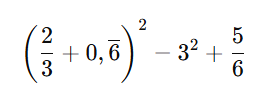 (2/3 + 0,6̅)² − 3² + 5/6